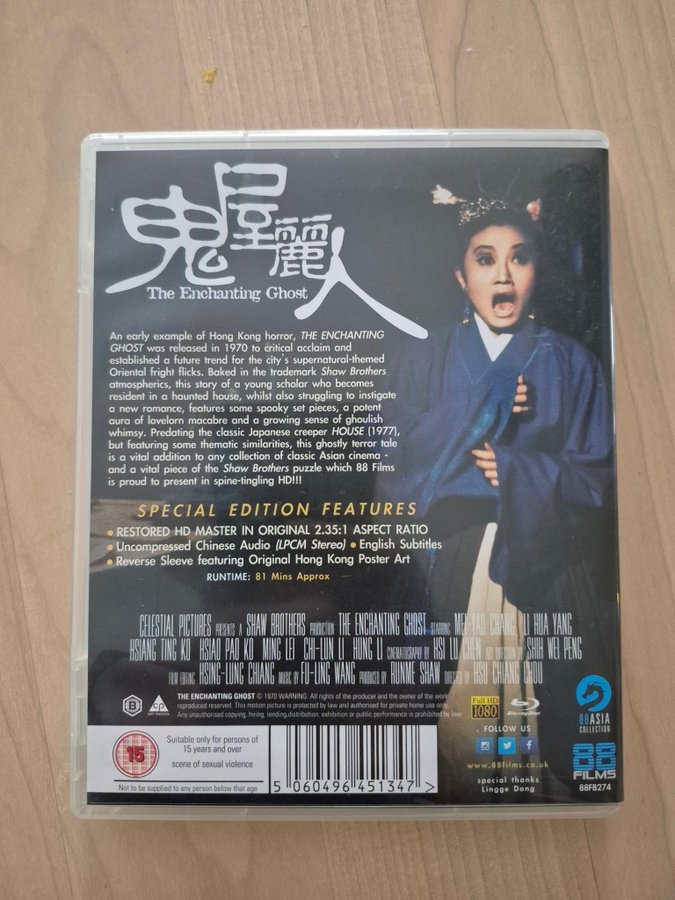 鬼屋麗人
The Enchanting Ghost
An early example of Hong Kong horror, THE ENCHANTING
GHOST was released in 1970 to critical acclaim and
established a future trend for the city's supernatural-themed
Oriental fright flicks. Baked in the trademark Shaw Brothers
atmospherics, this story of a young scholar who becomes
resident in a haunted house, whilst also struggling to instigate
a new romance, features some spooky set pieces, a potent
aura of lovelorn macabre and a growing sense of ghoulish
whimsy. Predating the classic Japanese creeper HOUSE (1977),
but featuring some thematic similarities, this ghostly terror tale
is a vital addition to any collection of classic Asian cinema -
and a vital piece of the Shaw Brothers puzzle which 88 Films
is proud to present in spine-tingling HD!!!
SPECIAL EDITION FEATURES
• RESTORED HD MASTER IN ORIGINAL 2.35:1 ASPECT RATIO
• Uncompressed Chinese Audio (LPCM Stereo) • English Subtitles
• Reverse Sleeve featuring Original Hong Kong Poster Art
RUNTIME: 81 Mins Approx
CELESTIAL PICTURES PRESENTS A SHAW BROTHERS PRODUCTION THE ENCHANTING GHOST STARRING MEI-YAO CHANG LI HUA YANG
HSIANG TING KO HSIAO PAO KO MING LEI CHI-LUN LI HUNG LI CINEMATOGRAPHY BY HSI LU CHEN ART DIRECTION BY SHIH WEI PENG
FILM EDITING HSING-LUNG CHIANG MUSIC BY FU-LING WANG PRODUCED BY RUNME SHAW DIRECTED BY HSU CHIANG CHOU
THE ENCHANTING GHOST © 1970 WARNING. All rights of the producer and the owner of the work
reproduced reserved. This motion picture is protected by law and authorised for private home use only.
Any unauthorised copying, hiring, lending, distribution, exhibition or public performance is prohibited by law
Full HD
1080
Blu-ray Disc
88ASIA
COLLECTION
15
Suitable only for persons of
15 years and over
scene of sexual violence
Not to be supplied to any person below that age
5 060496 451347 >
. FOLLOW US
www.88films.co.uk
special thanks
Lingge Dong
88
FILMS
88FB274